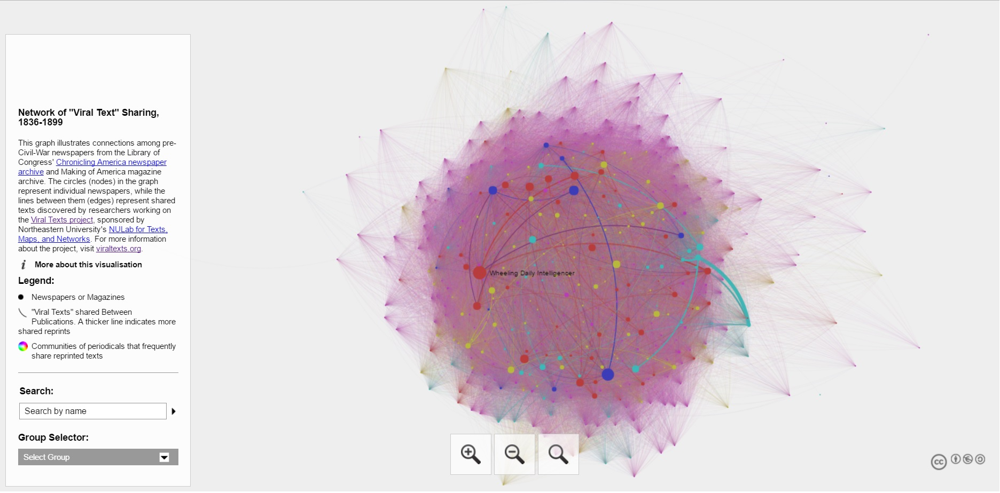 Network of "Viral Text" Sharing,
1836-1899
This graph illustrates connections among pre-
Civil-War newspapers from the Library of
Congress' Chronicling America newspaper
archive and Making of America magazine
archive. The circles (nodes) in the graph
represent individual newspapers, while the
lines between them (edges) represent shared
texts discovered by researchers working on
the Viral Texts project, sponsored by
Northeastern University's NULab for Texts,
Maps, and Networks. For more information
about the project, visit viraltexts.org.
i More about this visualisation
Legend:
Newspapers or Magazines
"Viral Texts" shared Between
Publications. A thicker line indicates more
shared reprints
Communities of periodicals that frequently
share reprinted texts
Search:
Search by name
Group Selector:
Select Group
Wheeling Daily Intelligencer
cc